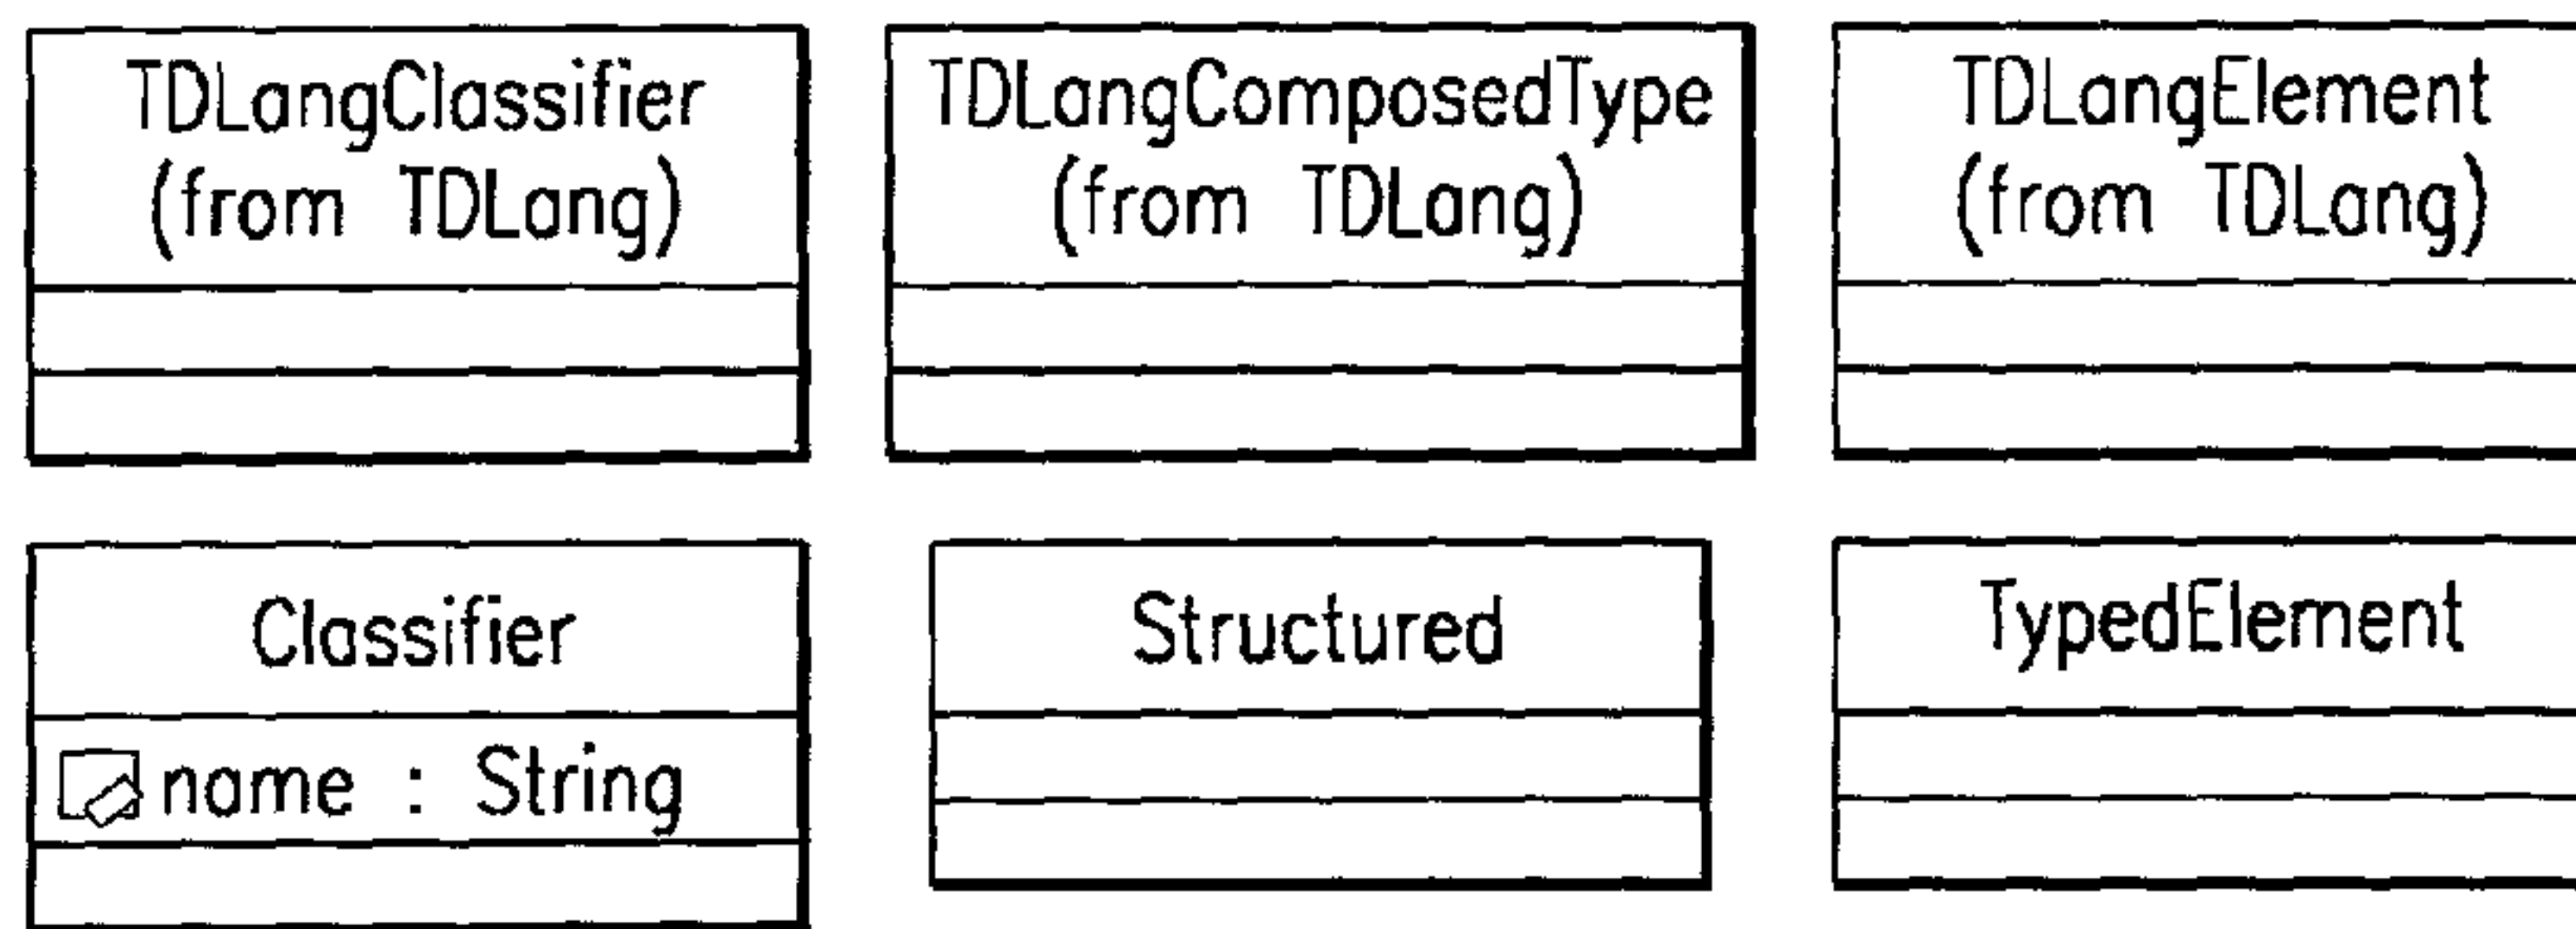 TDLangClassifier
(from TDLang)
TDLangComposedType
(from TDLang)
TDLangElement
(from TDLang)
Classifier
name : String
Structured
TypedElement